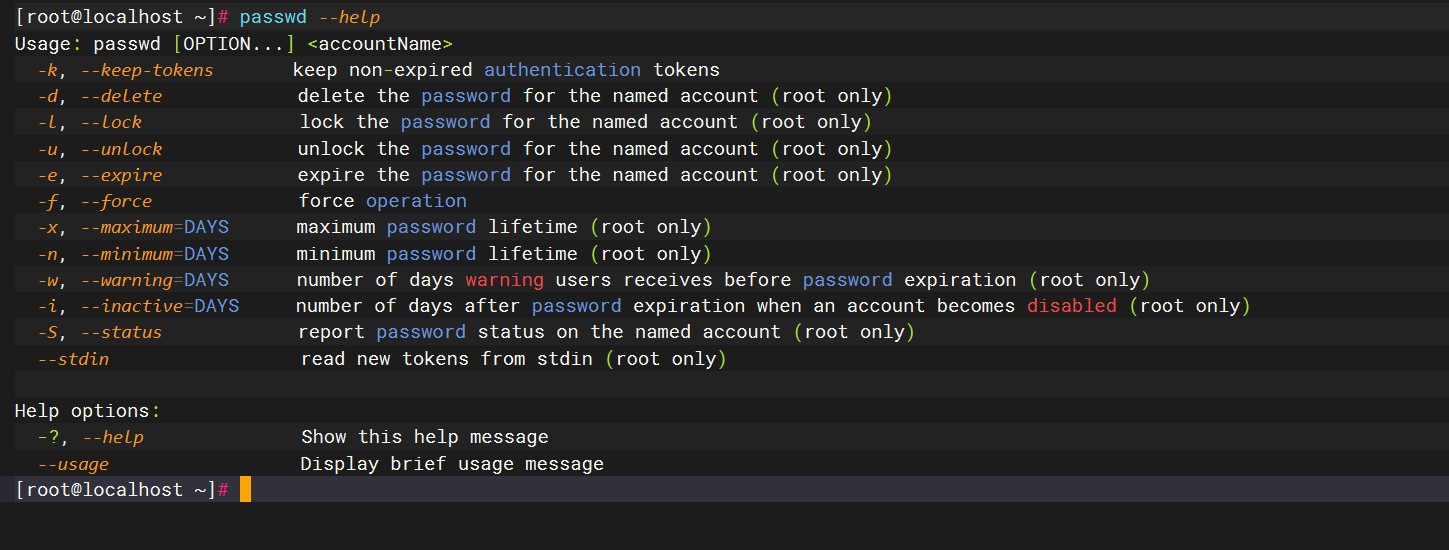 [root@localhost ~]# passwd --help
Usage: passwd [OPTION...] <accountName>
  -k, --keep-tokens       keep non-expired authentication tokens
  -d, --delete            delete the password for the named account (root only)
  -l, --lock              lock the password for the named account (root only)
  -u, --unlock            unlock the password for the named account (root only)
  -e, --expire            expire the password for the named account (root only)
  -f, --force             force operation
  -x, --maximum=DAYS      maximum password lifetime (root only)
  -n, --minimum=DAYS      minimum password lifetime (root only)
  -w, --warning=DAYS      number of days warning users receives before password expiration (root only)
  -i, --inactive=DAYS     number of days after password expiration when an account becomes disabled (root only)
  -S, --status            report password status on the named account (root only)
  --stdin                 read new tokens from stdin (root only)

Help options:
  -?, --help              Show this help message
  --usage                 Display brief usage message
[root@localhost ~]#